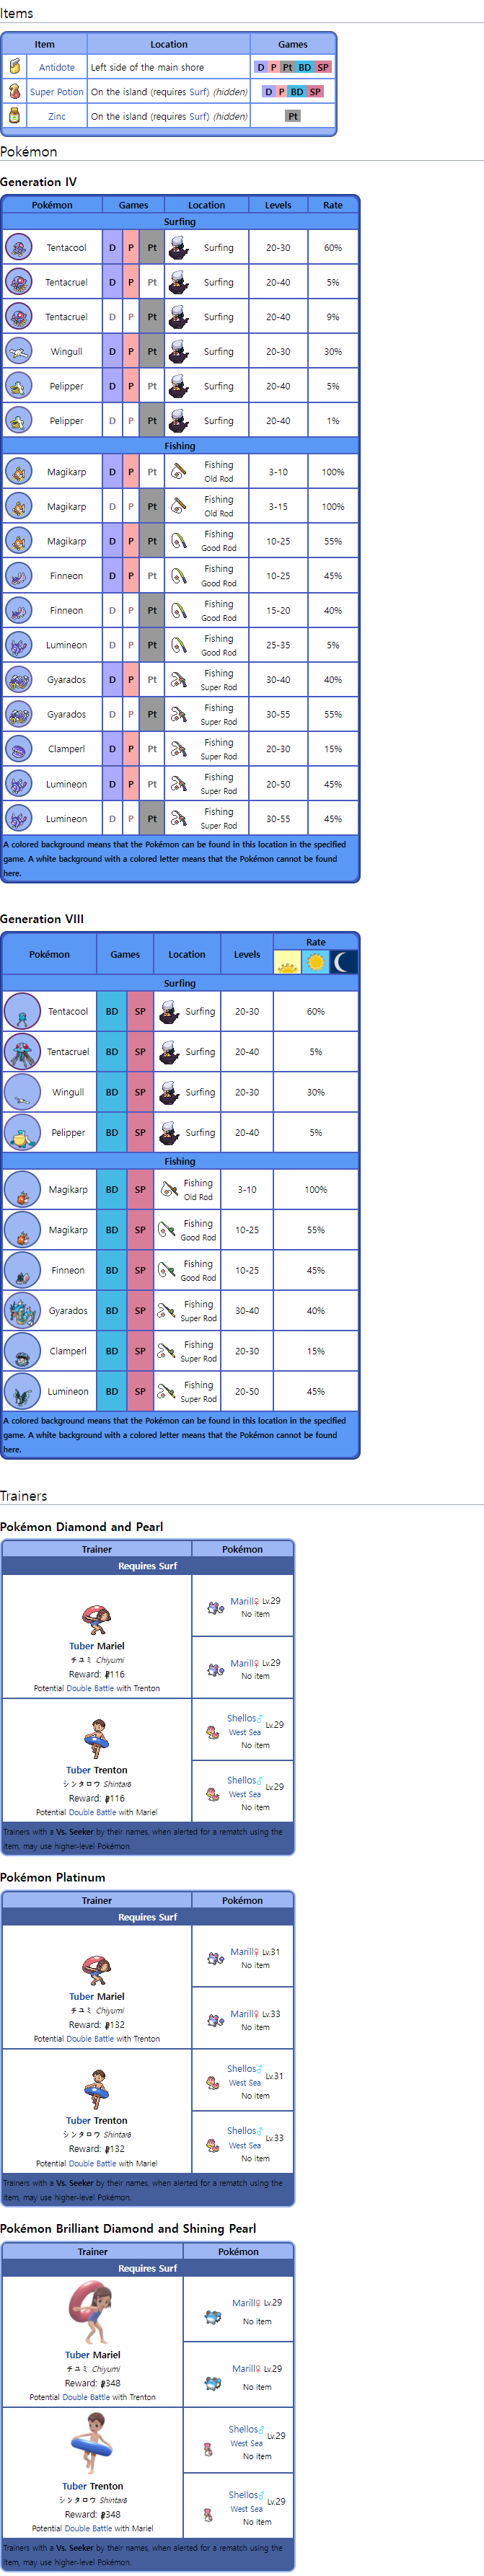 Items
Item Location Games
Antidote Left side of the main shore D P Pt BD SP
Super Potion On the island (requires Surf) (hidden) D P BD SP
Zinc On the island (requires Surf) (hidden) Pt
Pokémon
Generation IV
Pokémon Games Location Levels Rate
Surfing
Tentacool D P Pt Surfing 20-30 60%
Tentacruel D P Pt Surfing 20-40 5%
Tentacruel D P Pt Surfing 20-40 9%
Wingull D P Pt Surfing 20-30 30%
Pelipper D P Pt Surfing 20-40 5%
Pelipper D P Pt Surfing 20-40 1%
Fishing
Magikarp D P Pt Fishing Old Rod 3-10 100%
Magikarp D P Pt Fishing Old Rod 3-15 100%
Magikarp D P Pt Fishing Good Rod 10-25 55%
Finneon D P Pt Fishing Good Rod 10-25 45%
Finneon D P Pt Fishing Good Rod 15-20 40%
Lumineon D P Pt Fishing Good Rod 25-35 5%
Gyarados D P Pt Fishing Super Rod 30-40 40%
Gyarados D P Pt Fishing Super Rod 30-55 55%
Clamperl D P Pt Fishing Super Rod 20-30 15%
Lumineon D P Pt Fishing Super Rod 20-50 45%
Lumineon D P Pt Fishing Super Rod 30-55 45%
A colored background means that the Pokémon can be found in this location in the specified
game. A white background with a colored letter means that the Pokémon cannot be found
here.
Generation VIII
Pokémon Games Location Levels Rate
Surfing
Tentacool BD SP Surfing 20-30 60%
Tentacruel BD SP Surfing 20-40 5%
Wingull BD SP Surfing 20-30 30%
Pelipper BD SP Surfing 20-40 5%
Fishing
Magikarp BD SP Fishing Old Rod 3-10 100%
Magikarp BD SP Fishing Good Rod 10-25 55%
Finneon BD SP Fishing Good Rod 10-25 45%
Gyarados BD SP Fishing Super Rod 30-40 40%
Clamperl BD SP Fishing Super Rod 20-30 15%
Lumineon BD SP Fishing Super Rod 20-50 45%
A colored background means that the Pokémon can be found in this location in the specified
game. A white background with a colored letter means that the Pokémon cannot be found
here.
Trainers
Pokémon Diamond and Pearl
Trainer Pokémon
Requires Surf
Tuber Mariel
チユミ Chiyumi
Reward: 116
Potential Double Battle with Trenton
Marill♀ Lv.29
No item
Marill♀ Lv.29
No item
Tuber Trenton
シンタロウ Shintarō
Reward: 116
Potential Double Battle with Mariel
Shellos♂ Lv.29
West Sea
No item
Shellos♂ Lv.29
West Sea
No item
Trainers with a Vs. Seeker by their names, when alerted for a rematch using the
item, may use higher-level Pokémon.
Pokémon Platinum
Trainer Pokémon
Requires Surf
Tuber Mariel
チユミ Chiyumi
Reward: 132
Potential Double Battle with Trenton
Marill♀ Lv.31
No item
Marill♀ Lv.33
No item
Tuber Trenton
シンタロウ Shintarō
Reward: 132
Potential Double Battle with Mariel
Shellos♂ Lv.31
West Sea
No item
Shellos♂ Lv.33
West Sea
No item
Trainers with a Vs. Seeker by their names, when alerted for a rematch using the
item, may use higher-level Pokémon.
Pokémon Brilliant Diamond and Shining Pearl
Trainer Pokémon
Requires Surf
Tuber Mariel
チユミ Chiyumi
Reward: 348
Potential Double Battle with Trenton
Marill♀ Lv.29
No item
Marill♀ Lv.29
No item
Tuber Trenton
シンタロウ Shintarō
Reward: 348
Potential Double Battle with Mariel
Shellos♂ Lv.29
West Sea
No item
Shellos♂ Lv.29
West Sea
No item
Trainers with a Vs. Seeker by their names, when alerted for a rematch using the
item, may use higher-level Pokémon.